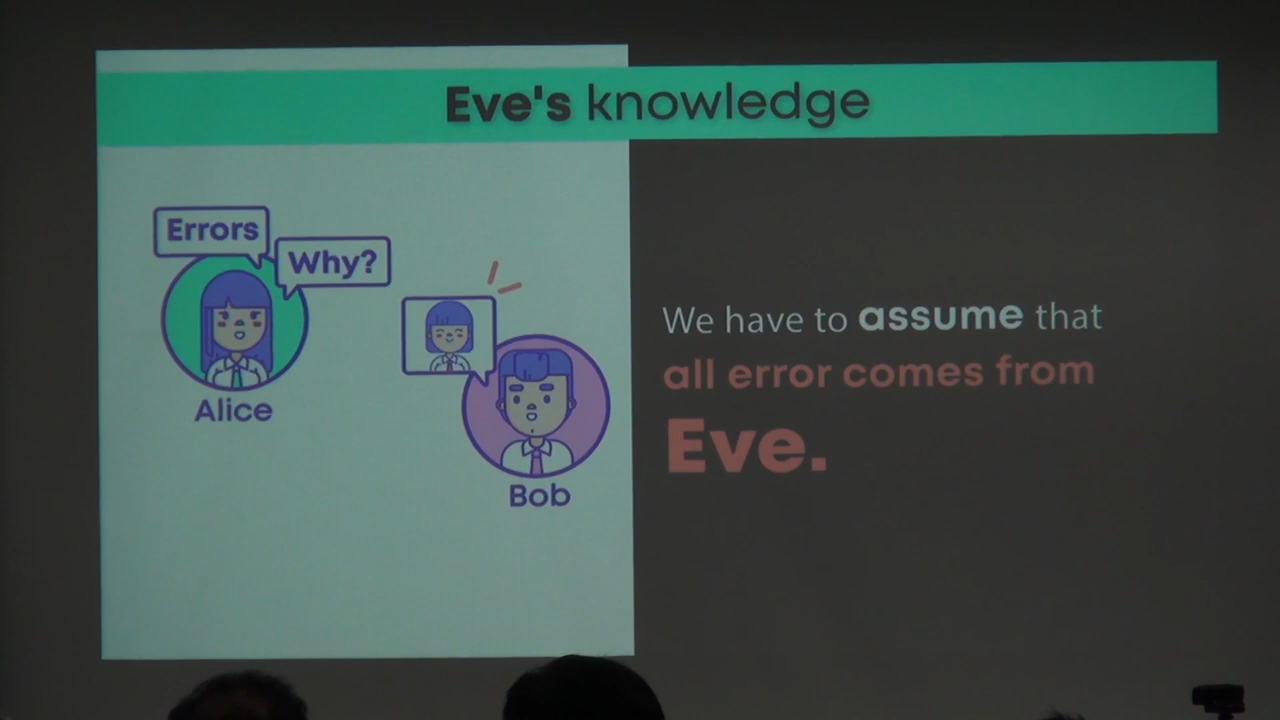 Eve's knowledge
Errors
Why?
Alice
Bob
We have to assume that
all error comes from
Eve.